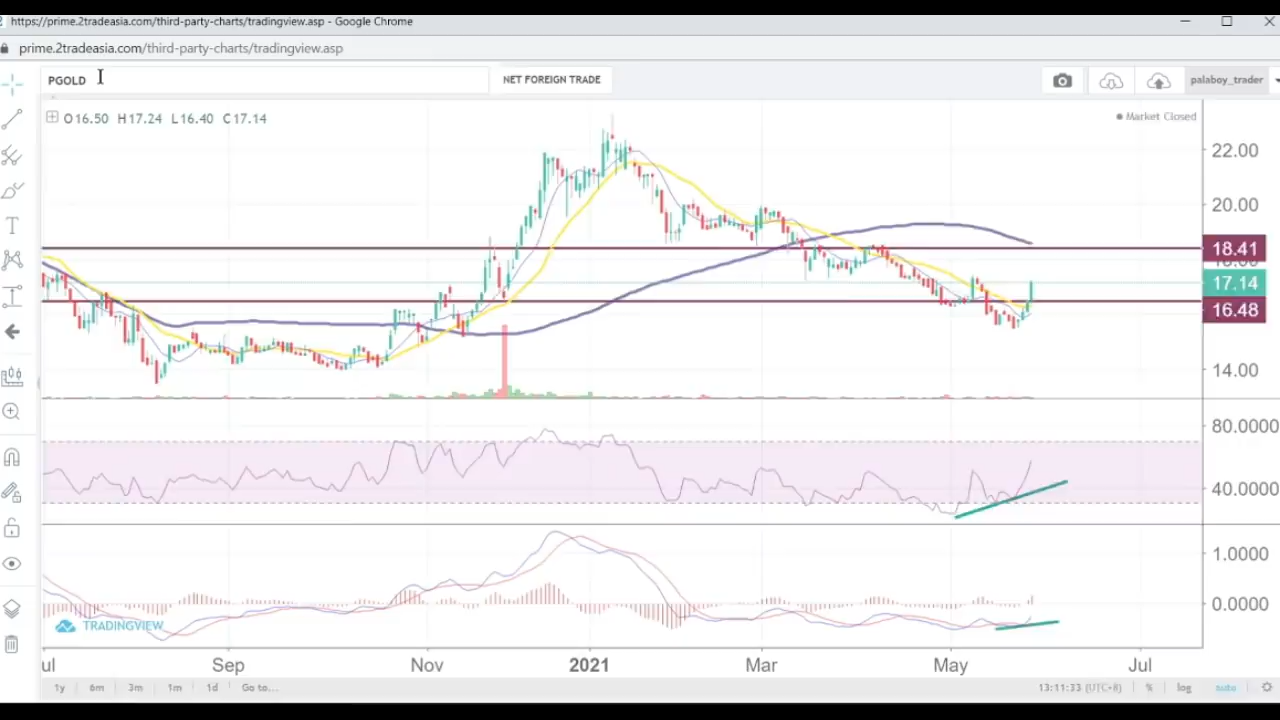 https://prime.2tradeasia.com/third-party-charts/tradingview.asp - Google Chrome
prime.2tradeasia.com/third-party-charts/tradingview.asp
PGOLD
NET FOREIGN TRADE
palaboy_trader
O16.50 H17.24 L16.40 C17.14
Market Closed
22.00
20.00
18.41
17.14
16.48
14.00
80.0000
40.0000
1.0000
0.0000
TRADINGVIEW
ul Sep Nov 2021 Mar May Jul
1y 6m 3m 1m 1d Go to... 13:11:33 (UTC+8) % log auto